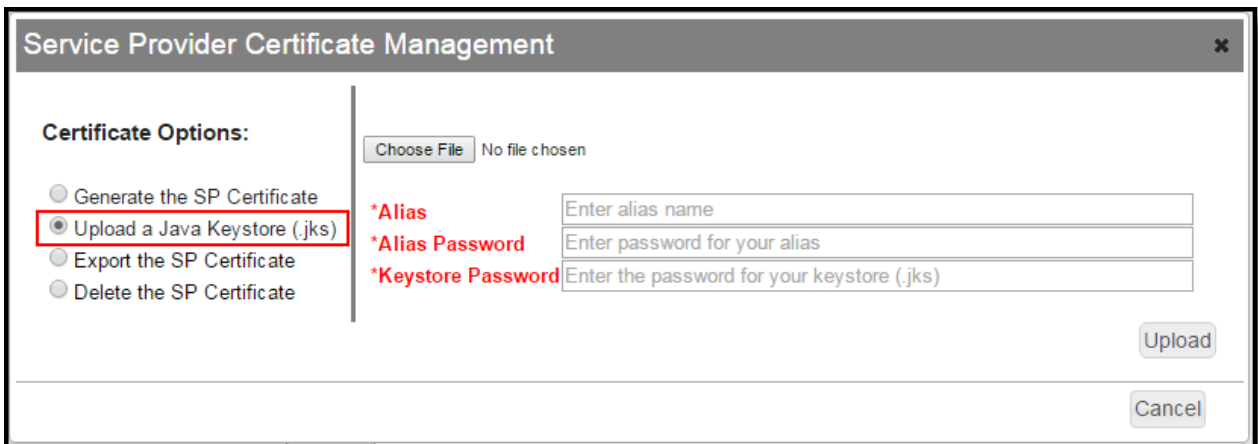 Service Provider Certificate Management
Certificate Options:
Generate the SP Certificate
Upload a Java Keystore (.jks)
Export the SP Certificate
Delete the SP Certificate
Choose File No file chosen
*Alias Enter alias name
*Alias Password Enter password for your alias
*Keystore Password Enter the password for your keystore (.jks)
Upload
Cancel